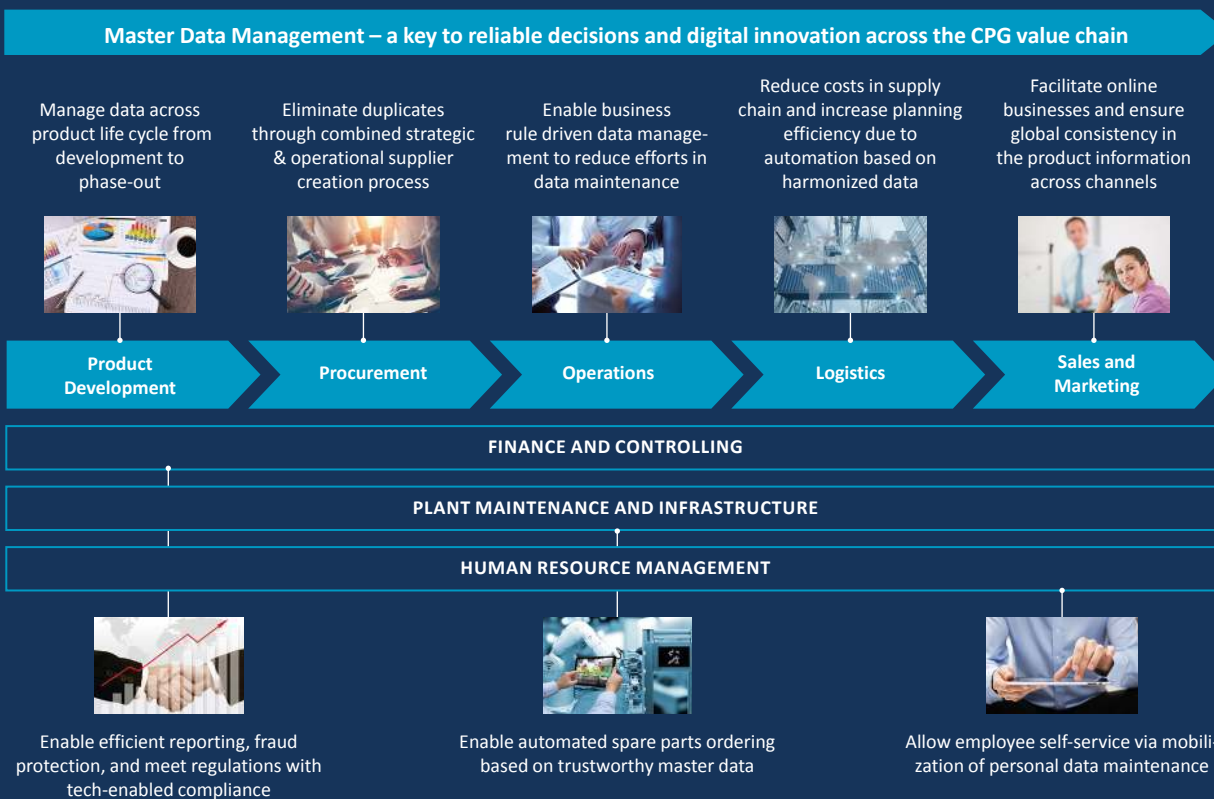 Master Data Management – a key to reliable decisions and digital innovation across the CPG value chain
Manage data across
product life cycle from
development to
phase-out
Eliminate duplicates
through combined strategic
& operational supplier
creation process
Enable business
rule driven data manage-
ment to reduce efforts in
data maintenance
Reduce costs in supply
chain and increase planning
efficiency due to
automation based on
harmonized data
Facilitate online
businesses and ensure
global consistency in
the product information
across channels
Product
Development
Procurement
Operations
Logistics
Sales and
Marketing
FINANCE AND CONTROLLING
PLANT MAINTENANCE AND INFRASTRUCTURE
HUMAN RESOURCE MANAGEMENT
Enable efficient reporting, fraud
protection, and meet regulations with
tech-enabled compliance
Enable automated spare parts ordering
based on trustworthy master data
Allow employee self-service via mobili-
zation of personal data maintenance